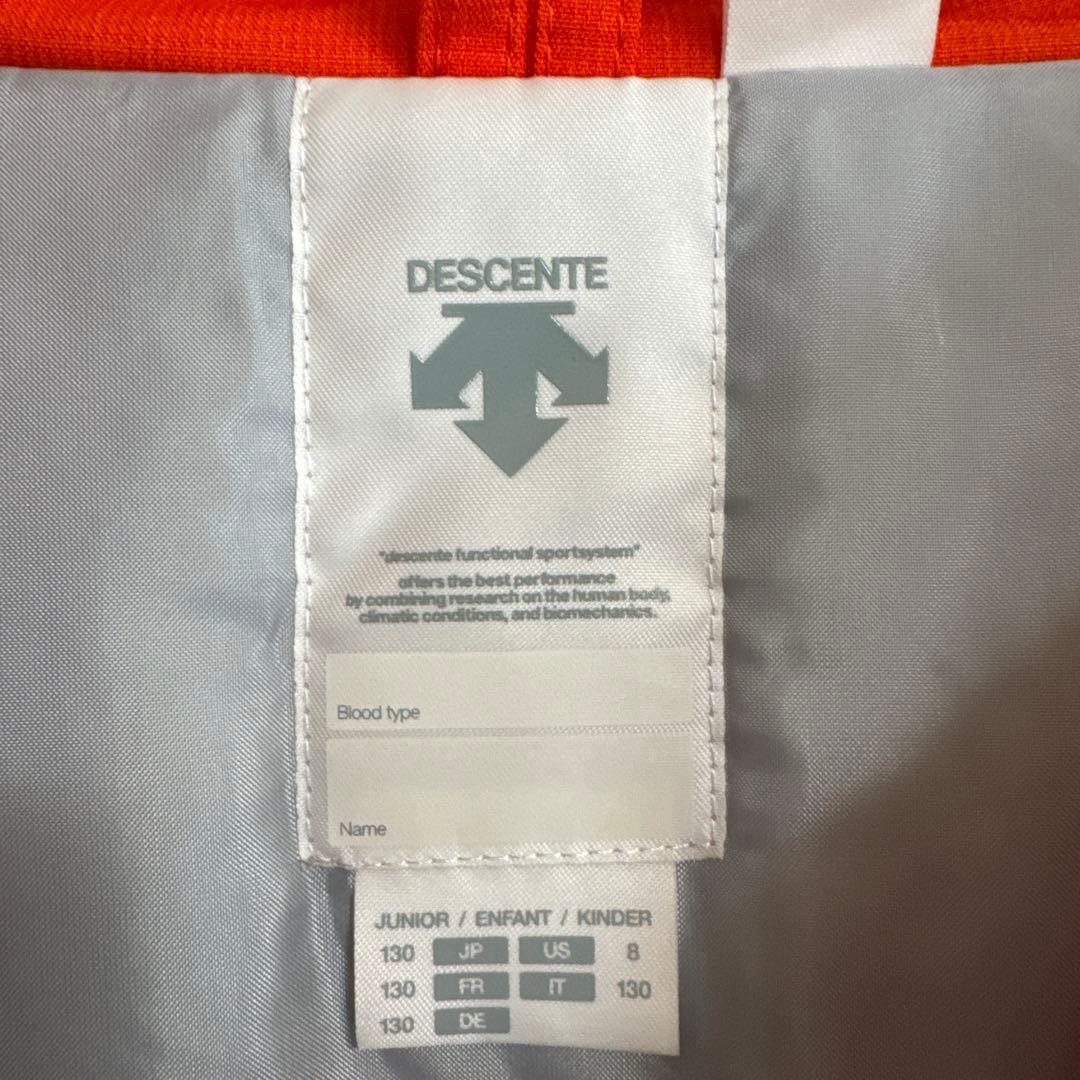 DESCENTE
"descente functional sportsystem"
offers the best performance
by combining research on the human body,
climatic conditions, and biomechanics.
Blood type
Name
JUNIOR / ENFANT / KINDER
130 JP US 8
130 FR IT 130
130 DE